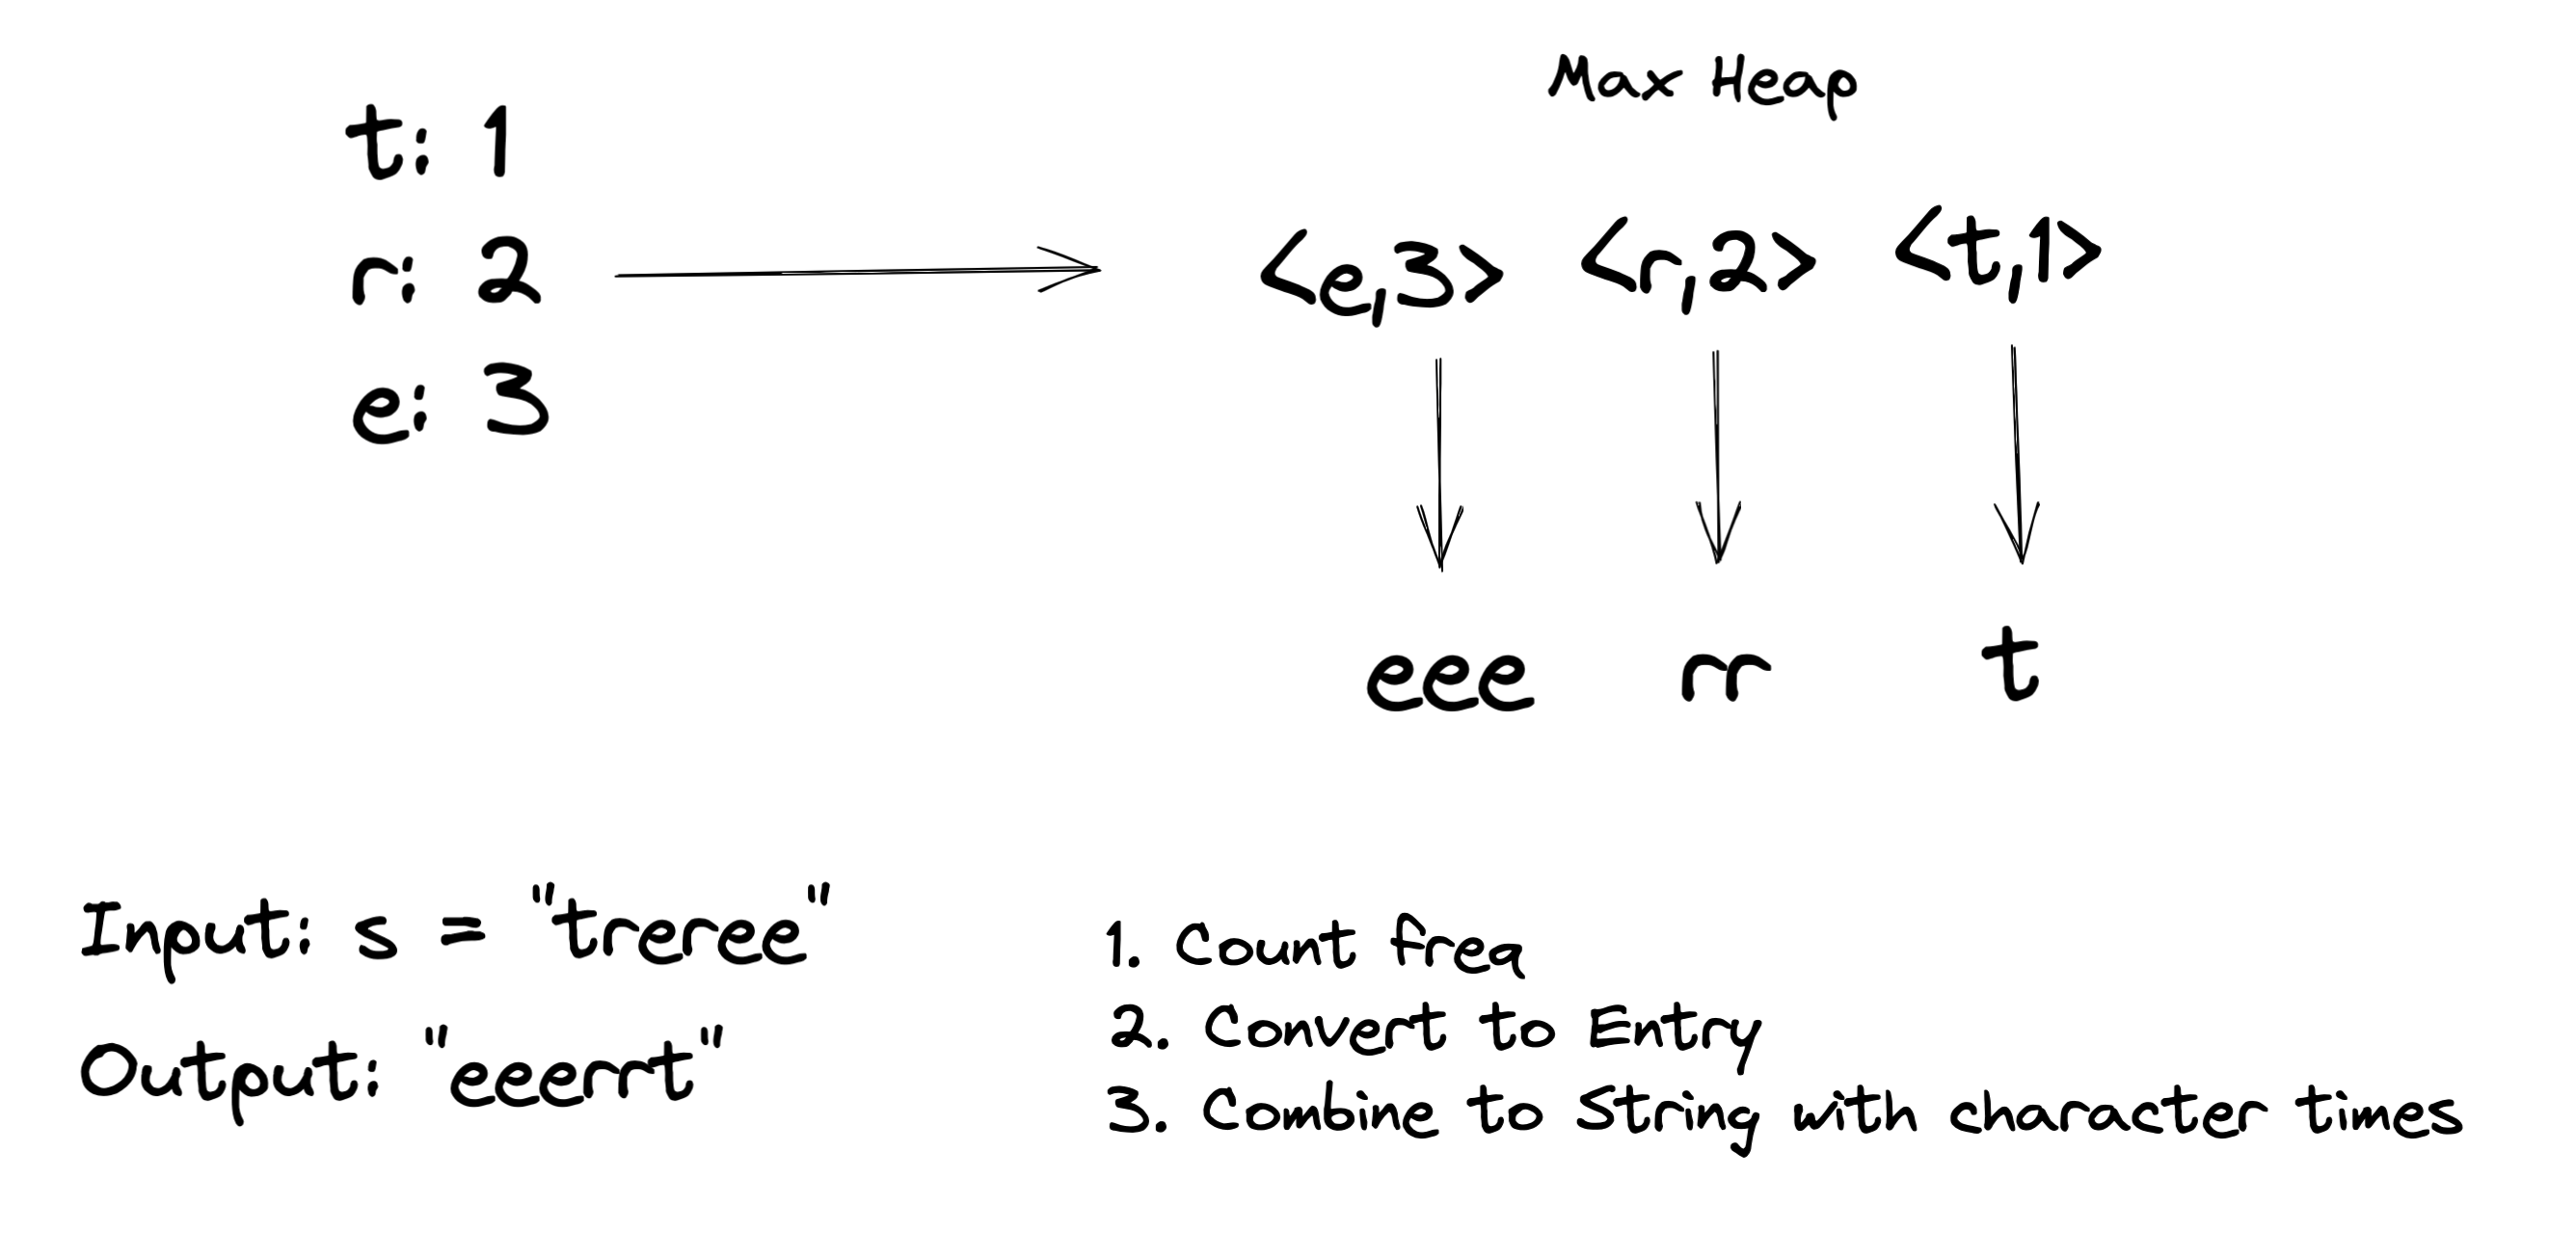 Max Heap
t: 1
r: 2
e: 3
<e,3> <r,2> <t,1>
eee rr t
Input: s = "treree"
Output: "eeerrt"
1. Count freq
2. Convert to Entry
3. Combine to String with character times